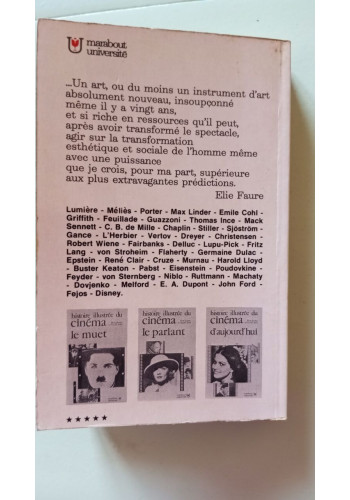 marabout
université
...Un art, ou du moins un instrument d'art
absolument nouveau, insoupçonné
même il y a vingt ans,
et si riche en ressources qu'il peut,
après avoir transformé le spectacle,
agir sur la transformation
esthétique et sociale de l'homme même
avec une puissance
que je crois, pour ma part, supérieure
aux plus extravagantes prédictions.
Elie Faure
Lumière - Méliès - Porter - Max Linder - Emile Cohl -
Griffith - Feuillade - Guazzoni - Thomas Ince - Mack
Sennett - C. B. de Mille - Chaplin - Stiller - Sjöström -
Gance - L'Herbier - Vertov - Dreyer - Christensen -
Robert Wiene - Fairbanks - Delluc - Lupu-Pick - Fritz
Lang - von Stroheim - Flaherty - Germaine Dulac -
Epstein - René Clair - Cruze - Murnau - Harold Lloyd
- Buster Keaton - Pabst - Eisenstein - Poudovkine -
Feyder - von Sternberg - Niblo - Ruttmann - Machaty
- Dovjenko - Melford - E. A. Dupont - John Ford -
Fejos - Disney.
histoire illustrée du
cinéma
le muet
histoire illustrée du
cinéma
le parlant
histoire illustrée du
cinéma
d'aujourd'hui
★★★★★